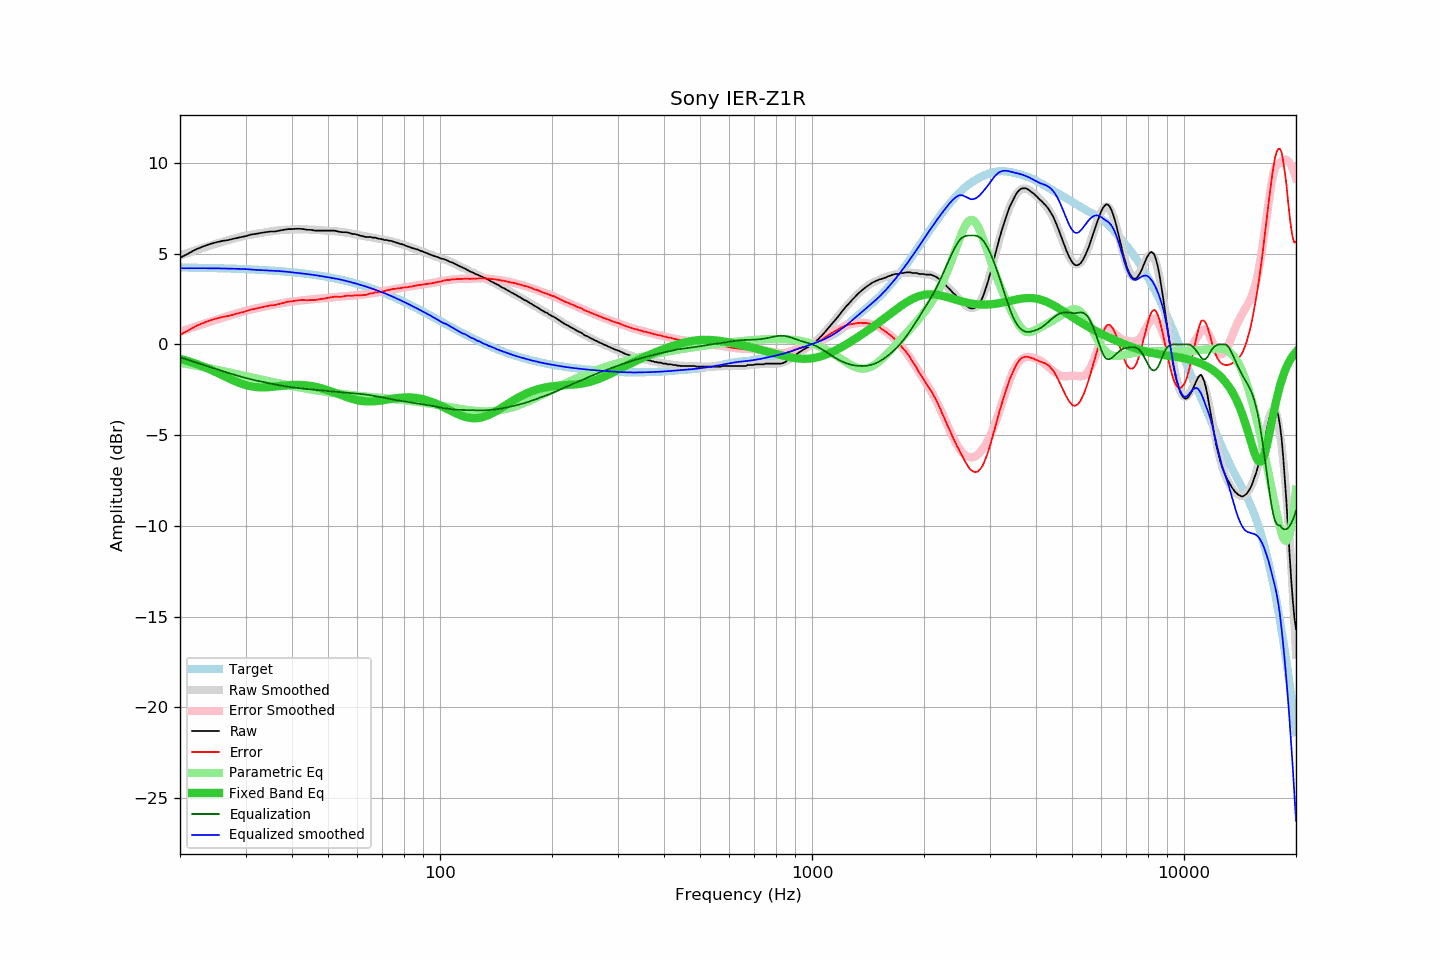 Sony IER-Z1R
10
5
0
−5
−10
−15
−20
−25
Amplitude (dBr)
Target
Raw Smoothed
Error Smoothed
Raw
Error
Parametric Eq
Fixed Band Eq
Equalization
Equalized smoothed
100
1000
10000
Frequency (Hz)